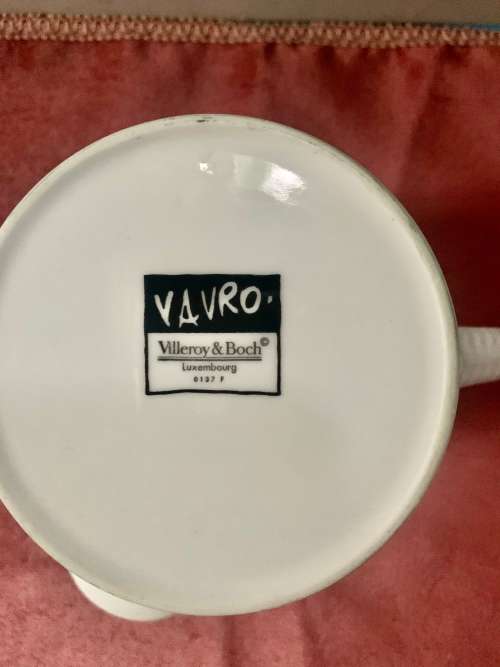 VAVRO.
Villeroy & Boch©
Luxembourg
0137 F